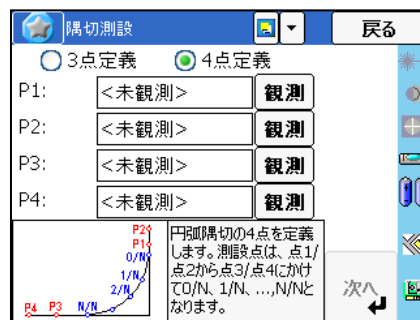 隅切測設
戻る
3点定義
4点定義
P1:
<未観測>
観測
P2:
<未観測>
観測
P3:
<未観測>
観測
P4:
<未観測>
観測
P2
P1
0/N
1/N
2/N
N/N
P3
P4
円弧隅切の4点を定義
します。測設点は、点1/
点2から点3/点4にかけ
て0/N、1/N、...,N/Nと
なります。
次へ